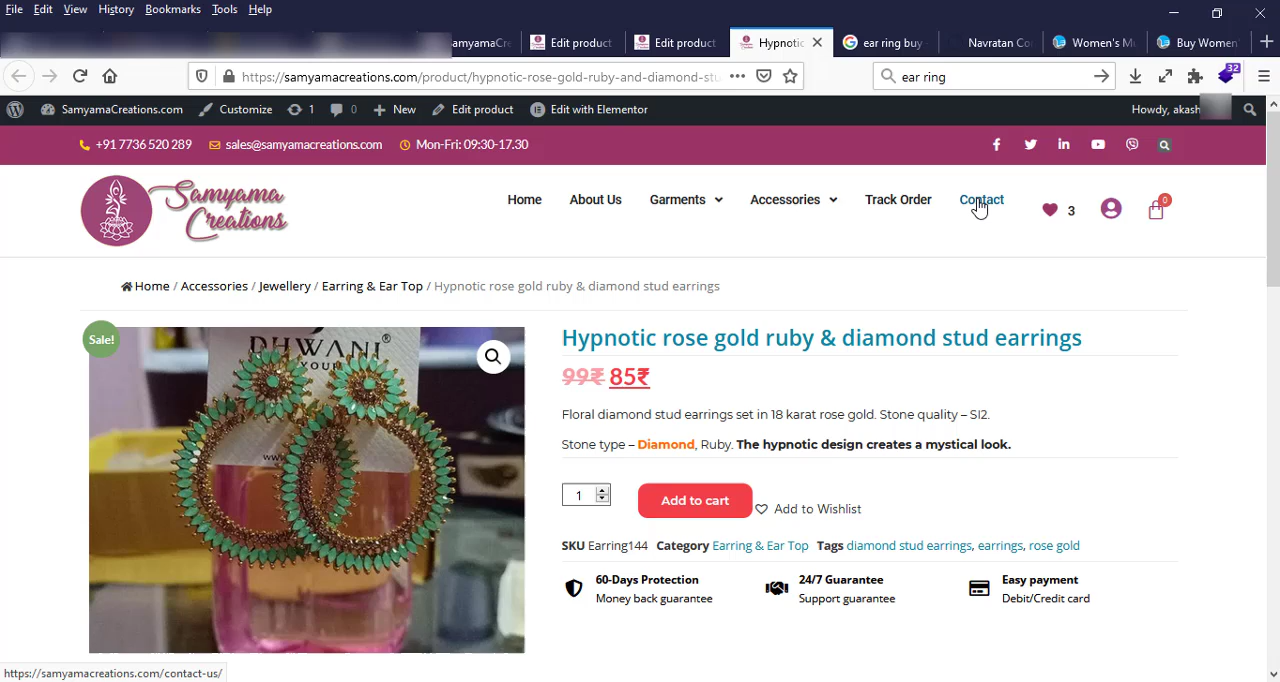 File Edit View History Bookmarks Tools Help
samyamaCre Edit product Edit product Hypnotic ear ring buy Navratan Co Women's M Buy Women
https://samyamacreations.com/product/hypnotic-rose-gold-ruby-and-diamond-stu ear ring 32
SamyamaCreations.com Customize 1 0 New Edit product Edit with Elementor Howdy, akash
+91 7736 520 289 sales@samyamacreations.com Mon-Fri: 09:30-17.30
Samyama
Creations
Home About Us Garments Accessories Track Order Contact 3 0
Home / Accessories / Jewellery / Earring & Ear Top / Hypnotic rose gold ruby & diamond stud earrings
Sale!
DHWANI®
YOUR
Hypnotic rose gold ruby & diamond stud earrings
99₹ 85₹
Floral diamond stud earrings set in 18 karat rose gold. Stone quality – SI2.
Stone type – Diamond, Ruby. The hypnotic design creates a mystical look.
1 Add to cart Add to Wishlist
SKU Earring144 Category Earring & Ear Top Tags diamond stud earrings, earrings, rose gold
60-Days Protection 24/7 Guarantee Easy payment
Money back guarantee Support guarantee Debit/Credit card
https://samyamacreations.com/contact-us/